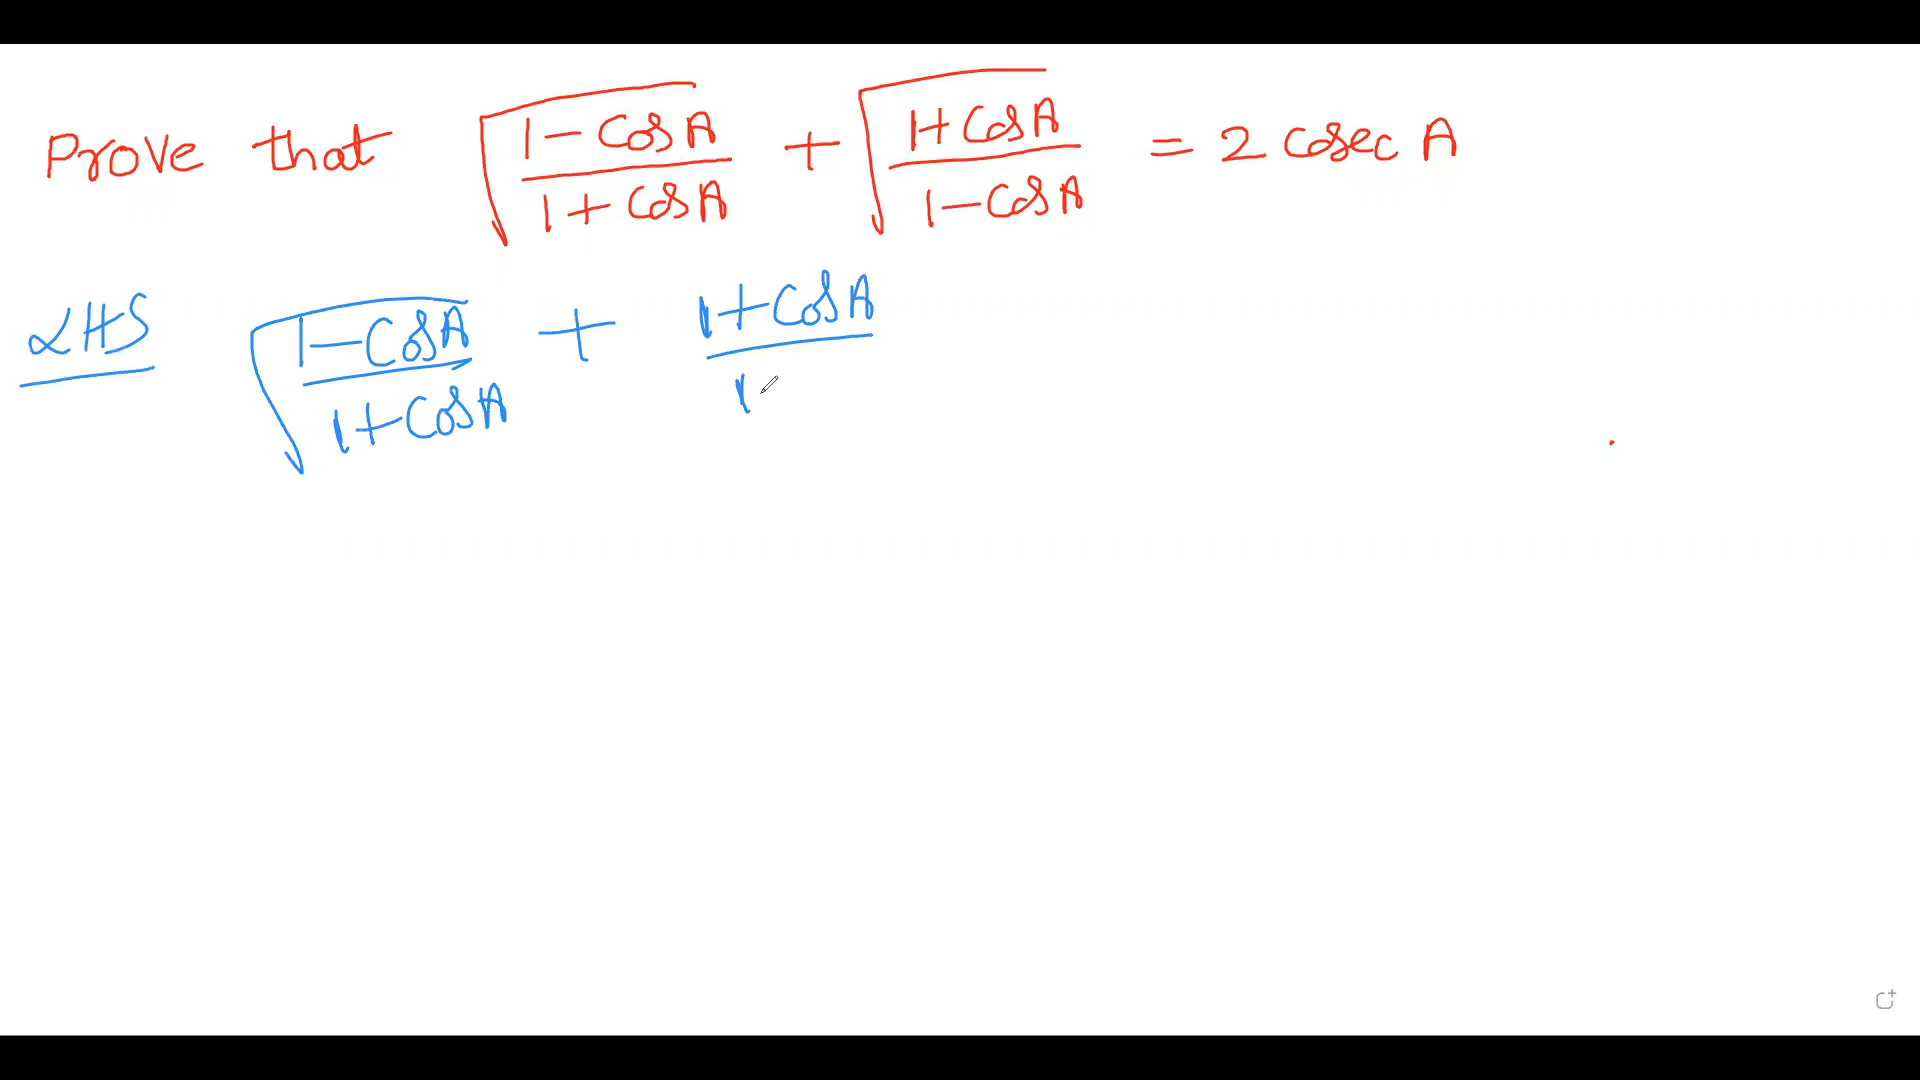 Prove that √((1 - Cos A)/(1 + Cos A)) + √((1 + Cos A)/(1 - Cos A)) = 2 Cosec A
LHS √((1 - Cos A)/(1 + Cos A)) + (1 + Cos A)/1